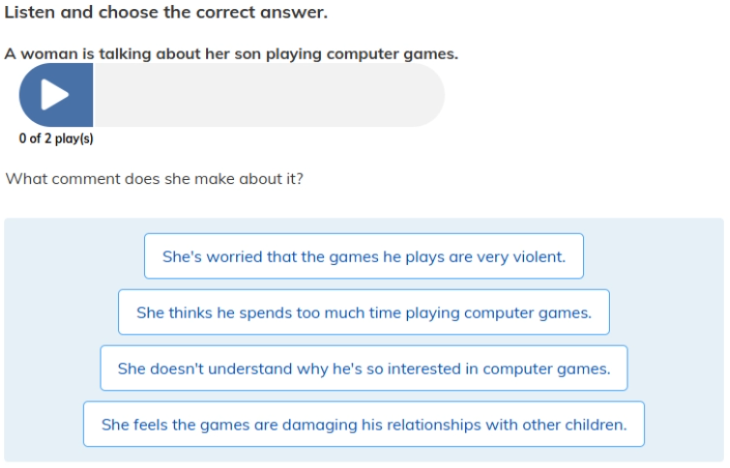 Listen and choose the correct answer.
A woman is talking about her son playing computer games.
0 of 2 play(s)
What comment does she make about it?
She's worried that the games he plays are very violent.
She thinks he spends too much time playing computer games.
She doesn't understand why he's so interested in computer games.
She feels the games are damaging his relationships with other children.